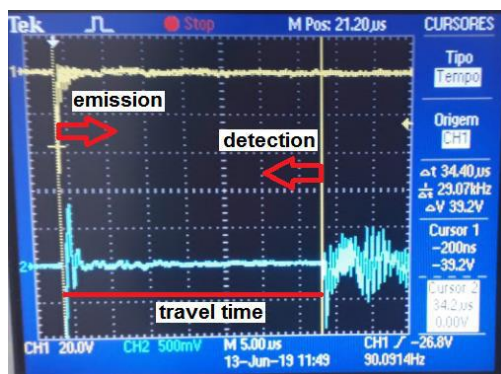 Tek Stop M Pos: 21.20µs CURSORES
Tipo
Tempo
Origem
CH1
Δt 34.40µs
1/Δt 29.07kHz
ΔV 39.2V
Cursor 1
-200ns
-39.2V
Cursor 2
34.2µs
0.00V
1
emission
detection
2
travel time
CH1 20.0V CH2 500mV M 5.00µs CH1 -26.8V
13-Jun-19 11:49 90.0914Hz